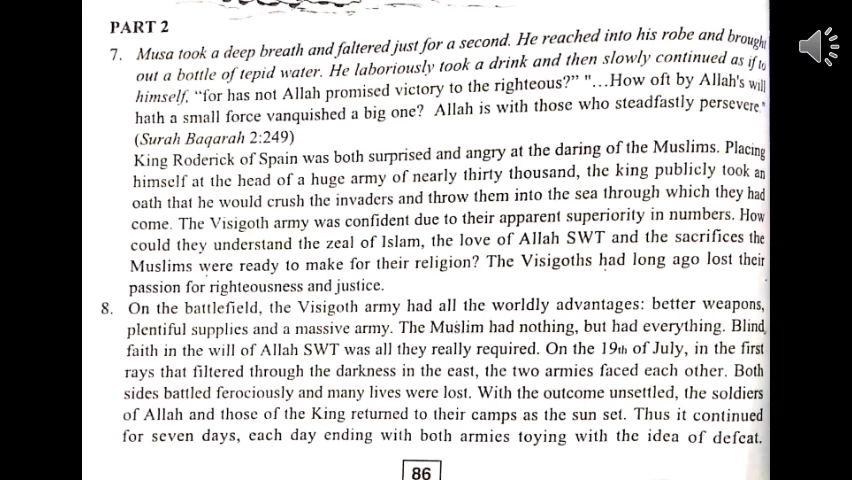 PART 2
7. Musa took a deep breath and faltered just for a second. He reached into his robe and brought
out a bottle of tepid water. He laboriously took a drink and then slowly continued as if to
himself, “for has not Allah promised victory to the righteous?” "...How oft by Allah's will
hath a small force vanquished a big one? Allah is with those who steadfastly persevere."
(Surah Baqarah 2:249)
King Roderick of Spain was both surprised and angry at the daring of the Muslims. Placing
himself at the head of a huge army of nearly thirty thousand, the king publicly took an
oath that he would crush the invaders and throw them into the sea through which they had
come. The Visigoth army was confident due to their apparent superiority in numbers. How
could they understand the zeal of Islam, the love of Allah SWT and the sacrifices the
Muslims were ready to make for their religion? The Visigoths had long ago lost their
passion for righteousness and justice.
8. On the battlefield, the Visigoth army had all the worldly advantages: better weapons,
plentiful supplies and a massive army. The Muslim had nothing, but had everything. Blind
faith in the will of Allah SWT was all they really required. On the 19th of July, in the first
rays that filtered through the darkness in the east, the two armies faced each other. Both
sides battled ferociously and many lives were lost. With the outcome unsettled, the soldiers
of Allah and those of the King returned to their camps as the sun set. Thus it continued
for seven days, each day ending with both armies toying with the idea of defeat.
86